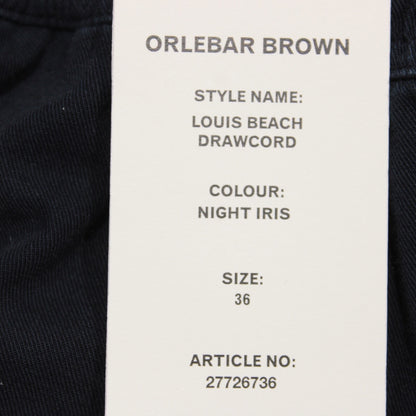 ORLEBAR BROWN
STYLE NAME:
LOUIS BEACH
DRAWCORD
COLOUR:
NIGHT IRIS
SIZE:
36
ARTICLE NO:
27726736